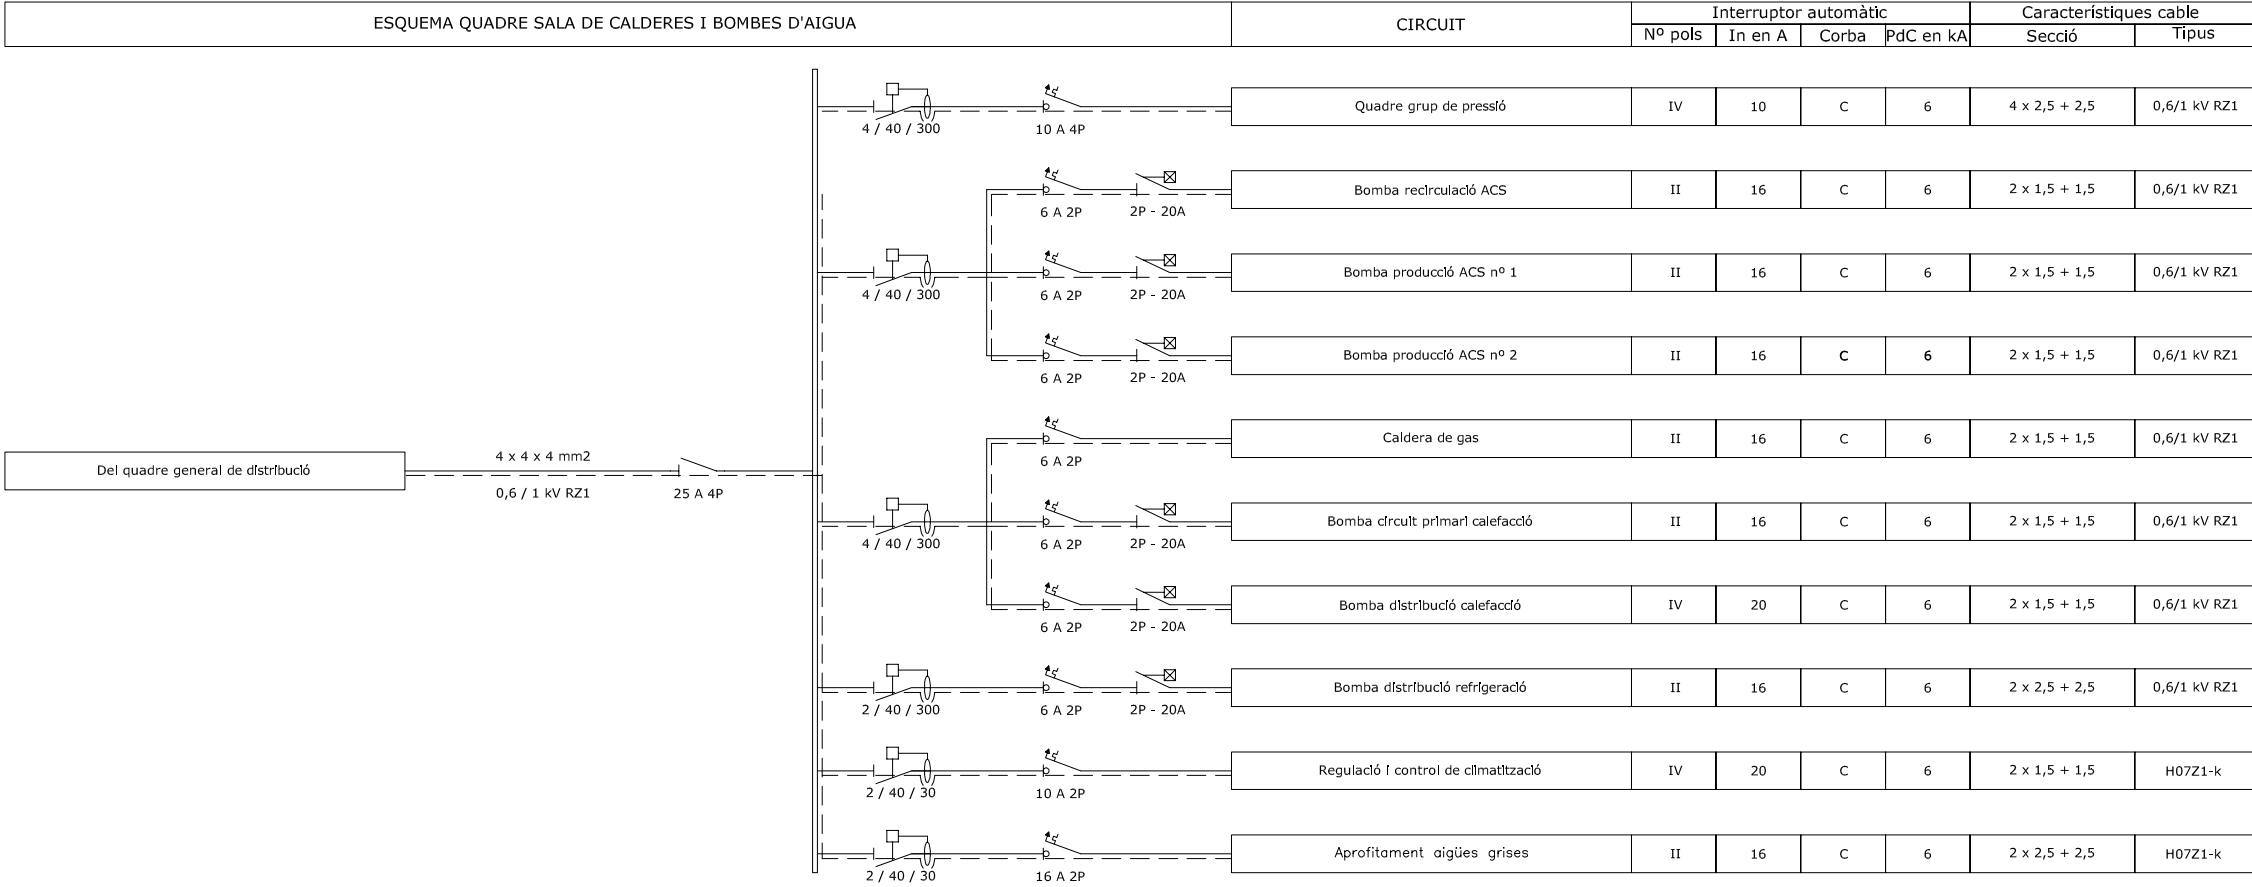 ESQUEMA QUADRE SALA DE CALDERES I BOMBES D'AIGUA CIRCUIT Interruptor automàtic Característiques cable
Nº pols In en A Corba PdC en kA Secció Tipus
Quadre grup de pressió IV 10 C 6 4 x 2,5 + 2,5 0,6/1 kV RZ1
4 / 40 / 300 10 A 4P
Bomba recirculació ACS II 16 C 6 2 x 1,5 + 1,5 0,6/1 kV RZ1
6 A 2P 2P - 20A
Bomba producció ACS nº 1 II 16 C 6 2 x 1,5 + 1,5 0,6/1 kV RZ1
4 / 40 / 300 6 A 2P 2P - 20A
Bomba producció ACS nº 2 II 16 C 6 2 x 1,5 + 1,5 0,6/1 kV RZ1
6 A 2P 2P - 20A
Caldera de gas II 16 C 6 2 x 1,5 + 1,5 0,6/1 kV RZ1
4 x 4 x 4 mm2 6 A 2P
Del quadre general de distribució
0,6 / 1 kV RZ1 25 A 4P
Bomba circuit primari calefacció II 16 C 6 2 x 1,5 + 1,5 0,6/1 kV RZ1
4 / 40 / 300 6 A 2P 2P - 20A
Bomba distribució calefacció IV 20 C 6 2 x 1,5 + 1,5 0,6/1 kV RZ1
6 A 2P 2P - 20A
Bomba distribució refrigeració II 16 C 6 2 x 2,5 + 2,5 0,6/1 kV RZ1
2 / 40 / 300 6 A 2P 2P - 20A
Regulació i control de climatització IV 20 C 6 2 x 1,5 + 1,5 H07Z1-k
2 / 40 / 30 10 A 2P
Aprofitament aigües grises II 16 C 6 2 x 2,5 + 2,5 H07Z1-k
2 / 40 / 30 16 A 2P